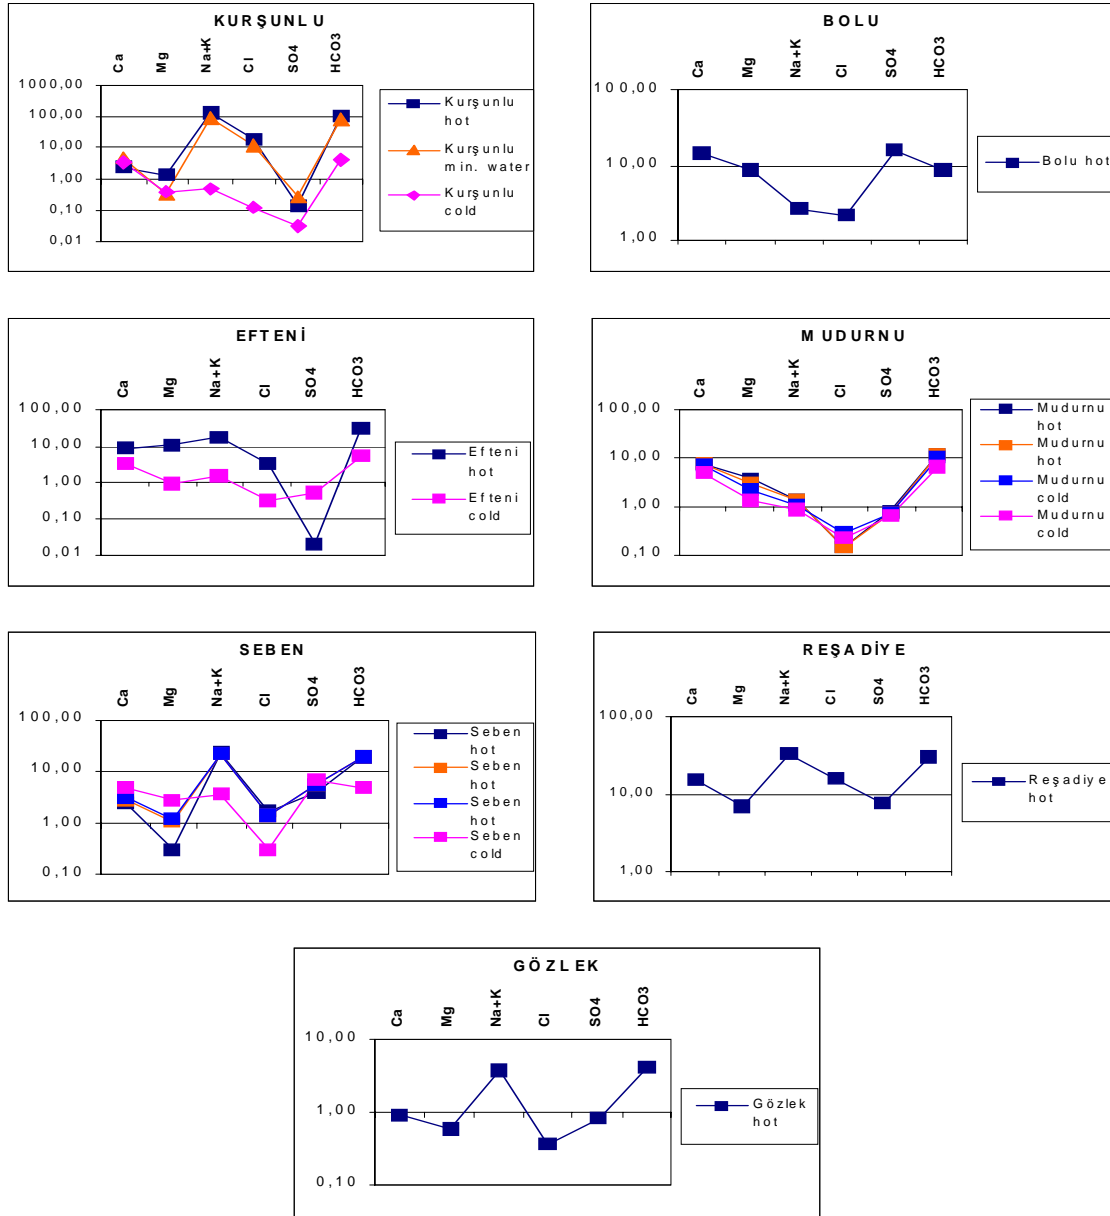 KURŞUNLU
Ca
Mg
Na+K
Cl
SO4
HCO3
1000,00
100,00
10,00
1,00
0,10
0,01
Kurşunlu
hot
Kurşunlu
min. water
Kurşunlu
cold
BOLU
Ca
Mg
Na+K
Cl
SO4
HCO3
100,00
10,00
1,00
Bolu hot
EFTENİ
Ca
Mg
Na+K
Cl
SO4
HCO3
100,00
10,00
1,00
0,10
0,01
Efteni
hot
Efteni
cold
MUDURNU
Ca
Mg
Na+K
Cl
SO4
HCO3
100,00
10,00
1,00
0,10
Mudurnu
hot
Mudurnu
hot
Mudurnu
cold
Mudurnu
cold
SEBEN
Ca
Mg
Na+K
Cl
SO4
HCO3
100,00
10,00
1,00
0,10
Seben
hot
Seben
hot
Seben
hot
Seben
cold
REŞADİYE
Ca
Mg
Na+K
Cl
SO4
HCO3
100,00
10,00
1,00
Reşadiye
hot
GÖZLEK
Ca
Mg
Na+K
Cl
SO4
HCO3
10,00
1,00
0,10
Gözlek
hot